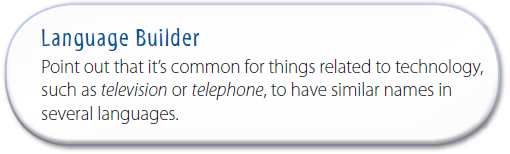 Language Builder
Point out that it’s common for things related to technology,
such as television or telephone, to have similar names in
several languages.